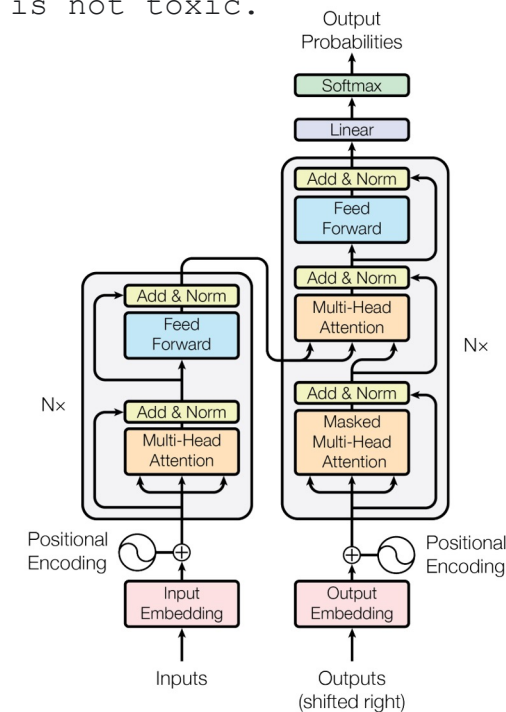 is not toxic.
Output
Probabilities
Softmax
Linear
Add & Norm
Feed
Forward
Add & Norm
Multi-Head
Attention
Nx
Add & Norm
Masked
Multi-Head
Attention
Add & Norm
Feed
Forward
Nx
Add & Norm
Multi-Head
Attention
Positional
Encoding
Positional
Encoding
Input
Embedding
Output
Embedding
Inputs
Outputs
(shifted right)